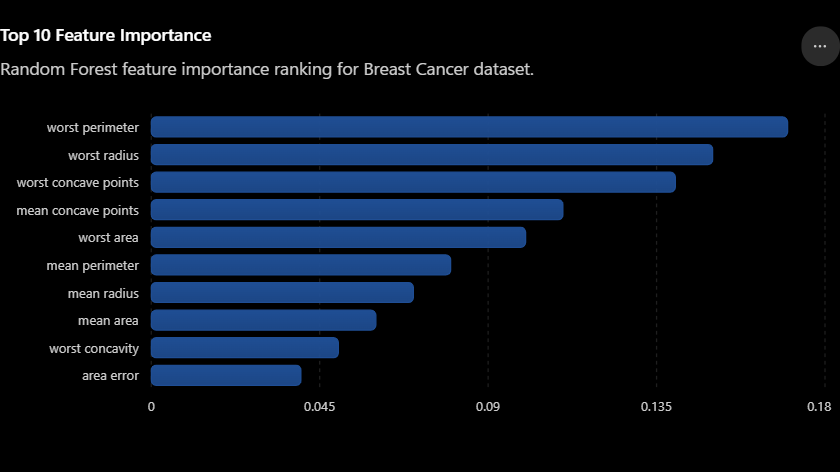 Top 10 Feature Importance
Random Forest feature importance ranking for Breast Cancer dataset.
worst perimeter
worst radius
worst concave points
mean concave points
worst area
mean perimeter
mean radius
mean area
worst concavity
area error
0 0.045 0.09 0.135 0.18